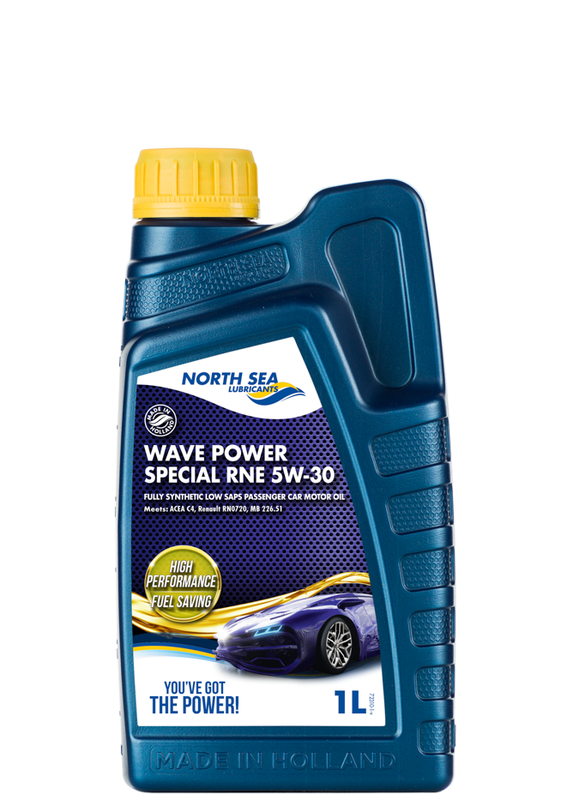 NORTH SEA
LUBRICANTS
MADE IN
HOLLAND
WAVE POWER
SPECIAL RNE 5W-30
FULLY SYNTHETIC LOW SAPS PASSENGER CAR MOTOR OIL
Meets: ACEA C4, Renault RN0720, MB 226.51
HIGH
PERFORMANCE
FUEL SAVING
YOU'VE GOT
THE POWER!
1L
MADE IN HOLLAND